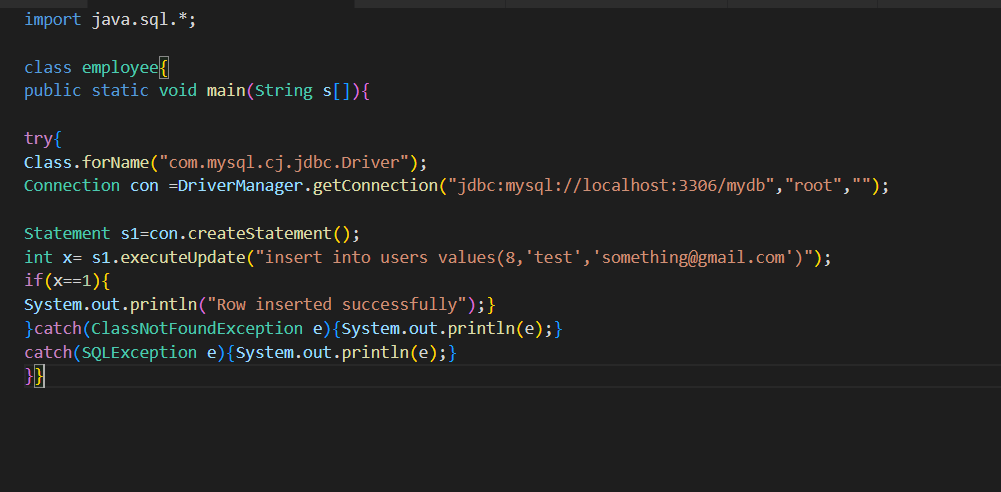 import java.sql.*;
class employee{
public static void main(String s[]){
try{
Class.forName("com.mysql.cj.jdbc.Driver");
Connection con =DriverManager.getConnection("jdbc:mysql://localhost:3306/mydb","root","");
Statement s1=con.createStatement();
int x= s1.executeUpdate("insert into users values(8,'test','something@gmail.com')");
if(x==1){
System.out.println("Row inserted successfully");}
}catch(ClassNotFoundException e){System.out.println(e);}
catch(SQLException e){System.out.println(e);}
}}